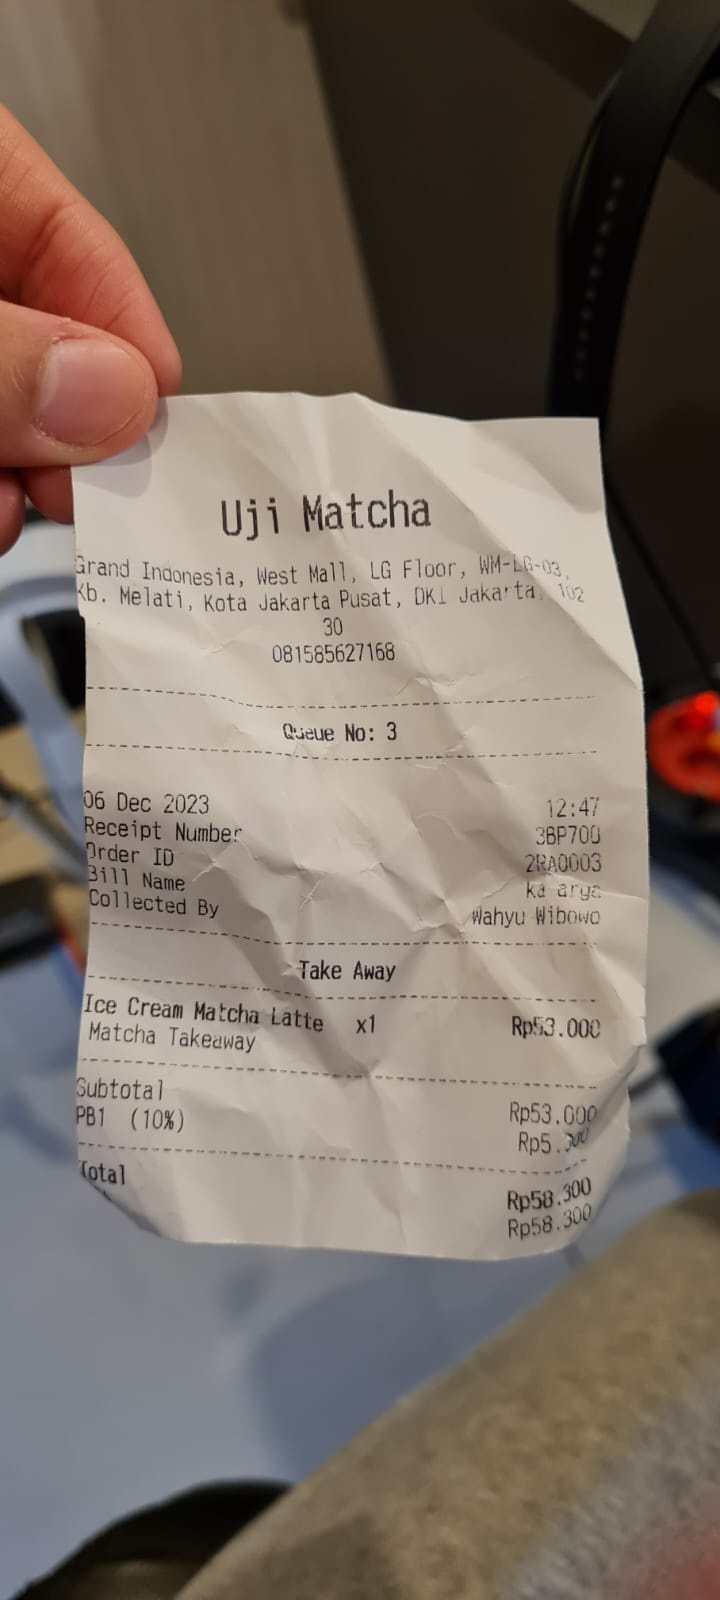 Uji Matcha
Grand Indonesia, West Mall, LG Floor, WM-LG-03,
Kb. Melati, Kota Jakarta Pusat, DKI Jakarta, 102
30
081585627168
Queue No: 3
06 Dec 2023 12:47
Receipt Number 3BP700
Order ID 2RA0003
Bill Name ka arga
Collected By Wahyu Wibowo
Take Away
Ice Cream Matcha Latte x1 Rp53.000
Matcha Takeaway
Subtotal Rp53.000
PB1 (10%) Rp5.300
Total Rp58.300
Rp58.300